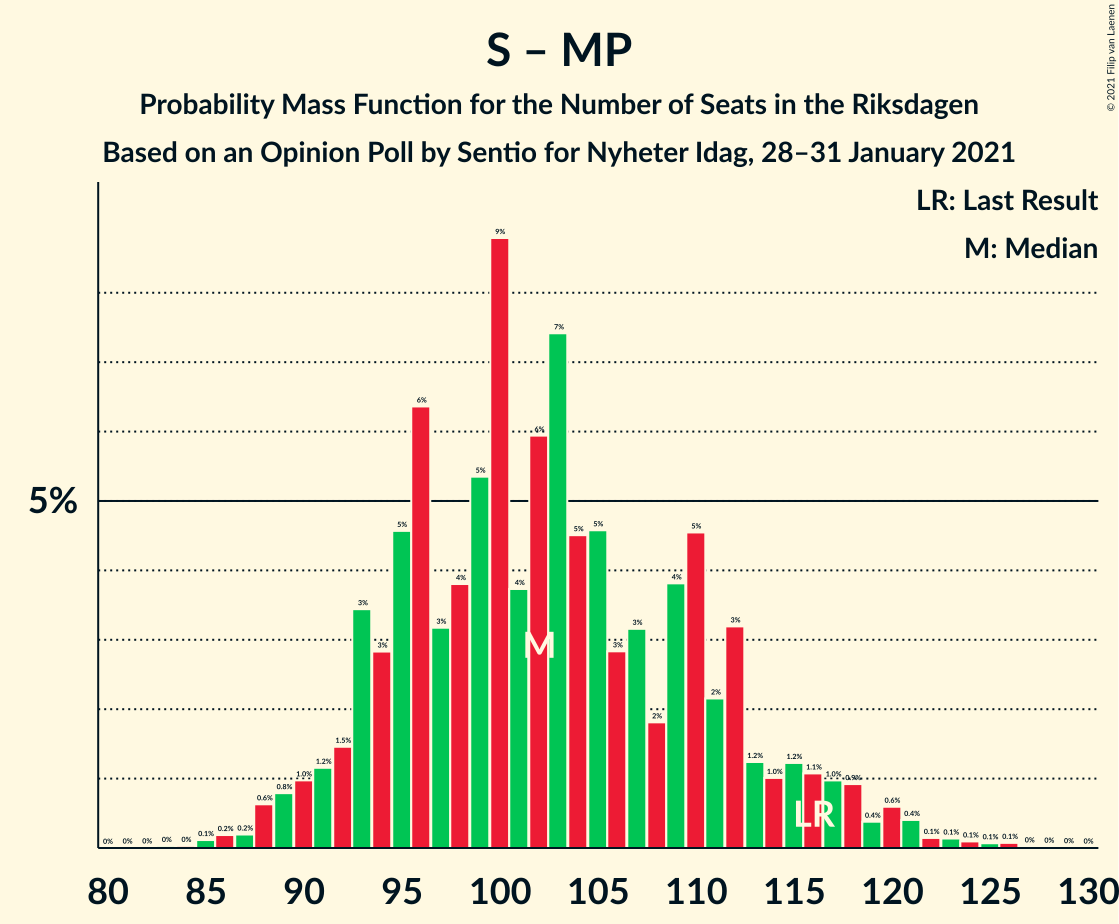 S – MP
Probability Mass Function for the Number of Seats in the Riksdagen
Based on an Opinion Poll by Sentio for Nyheter Idag, 28–31 January 2021
© 2021 Filip van Laenen
LR: Last Result
M: Median
5%
0% 0% 0% 0% 0% 0.1% 0.2% 0.2% 0.6% 0.8% 1.0% 1.2% 1.5% 3% 3% 5% 6% 3% 4% 5% 9% 4% 6% 7% 5% 5% 3% 3% 2% 4% 5% 2% 3% 1.2% 1.0% 1.2% 1.1% 1.0% 0.9% 0.4% 0.6% 0.4% 0.1% 0.1% 0.1% 0.1% 0.1% 0% 0% 0% 0%
M
LR
80 85 90 95 100 105 110 115 120 125 130